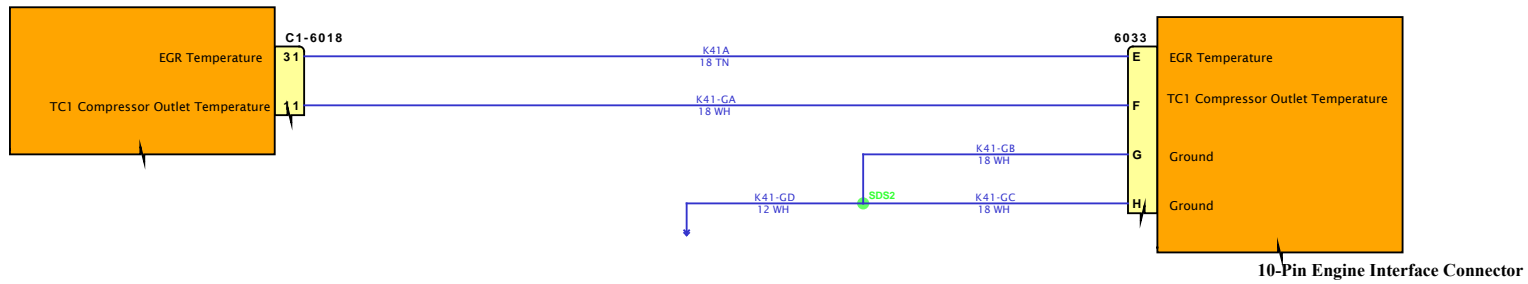 C1-6018
6033
EGR Temperature
31
K41A
18 TN
E
EGR Temperature
TC1 Compressor Outlet Temperature
11
K41-GA
18 WH
F
TC1 Compressor Outlet Temperature
K41-GB
18 WH
G
Ground
K41-GD
12 WH
SDS2
K41-GC
18 WH
H
Ground
10-Pin Engine Interface Connector